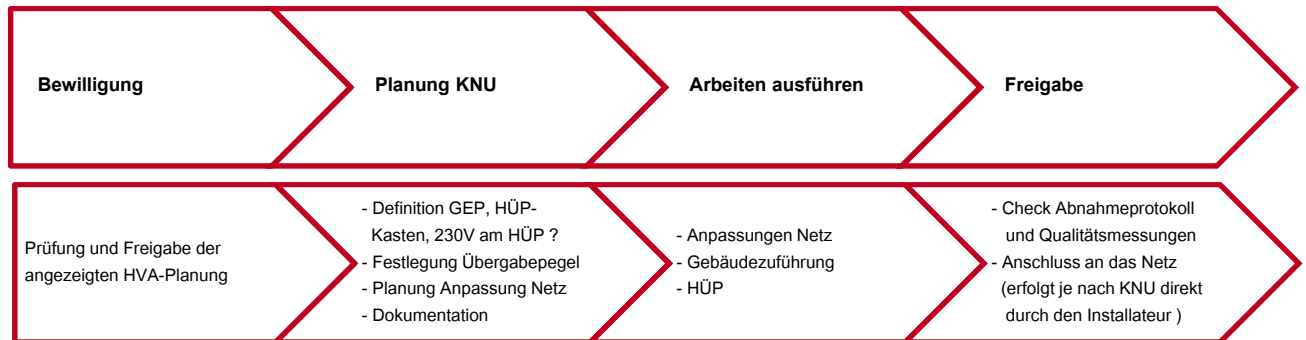 Bewilligung
Planung KNU
Arbeiten ausführen
Freigabe
Prüfung und Freigabe der
angezeigten HVA-Planung
- Definition GEP, HÜP-
Kasten, 230V am HÜP ?
- Festlegung Übergabepegel
- Planung Anpassung Netz
- Dokumentation
- Anpassungen Netz
- Gebäudezuführung
- HÜP
- Check Abnahmeprotokoll
und Qualitätsmessungen
- Anschluss an das Netz
(erfolgt je nach KNU direkt
durch den Installateur )